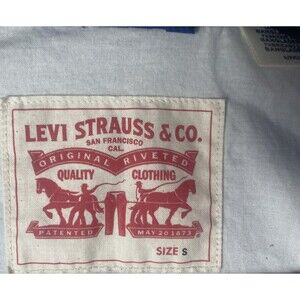 LEVI STRAUSS & CO.
SAN FRANCISCO
CAL.
ORIGINAL RIVETED
QUALITY CLOTHING
PATENTED MAY 20 1873
SIZE S